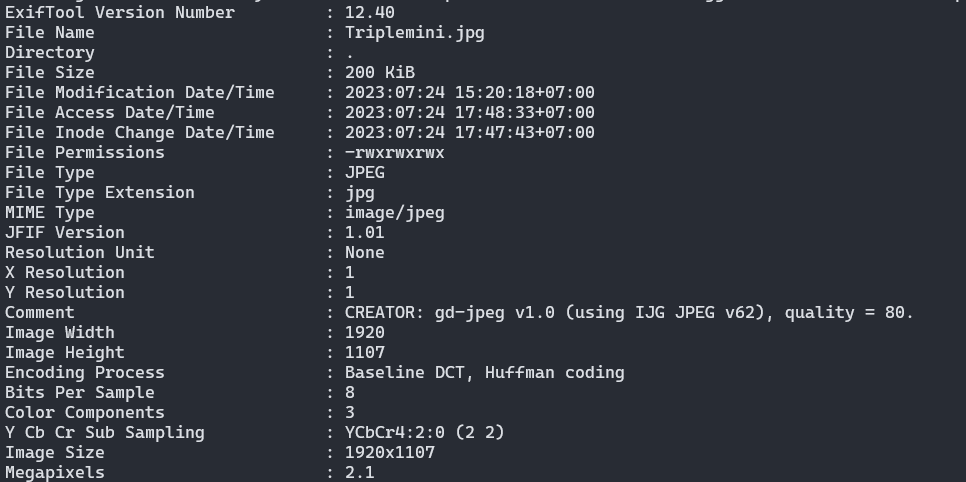 ExifTool Version Number : 12.40
File Name : Triplemini.jpg
Directory : .
File Size : 200 KiB
File Modification Date/Time : 2023:07:24 15:20:18+07:00
File Access Date/Time : 2023:07:24 17:48:33+07:00
File Inode Change Date/Time : 2023:07:24 17:47:43+07:00
File Permissions : -rwxrwxrwx
File Type : JPEG
File Type Extension : jpg
MIME Type : image/jpeg
JFIF Version : 1.01
Resolution Unit : None
X Resolution : 1
Y Resolution : 1
Comment : CREATOR: gd-jpeg v1.0 (using IJG JPEG v62), quality = 80.
Image Width : 1920
Image Height : 1107
Encoding Process : Baseline DCT, Huffman coding
Bits Per Sample : 8
Color Components : 3
Y Cb Cr Sub Sampling : YCbCr4:2:0 (2 2)
Image Size : 1920x1107
Megapixels : 2.1